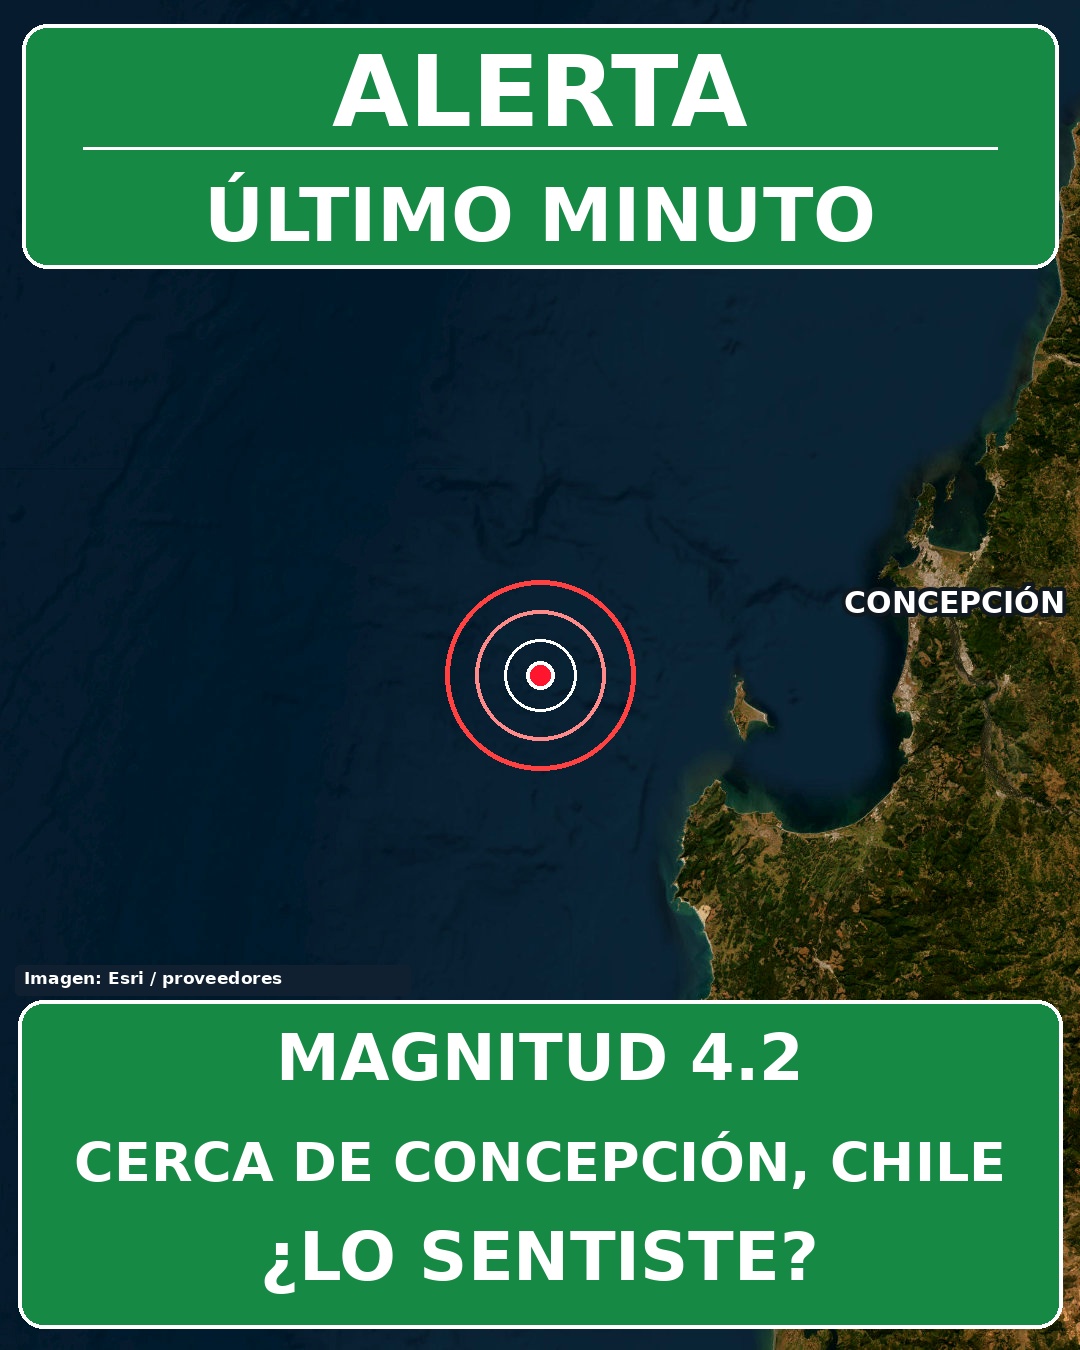 ALERTA
ÚLTIMO MINUTO
CONCEPCIÓN
Imagen: Esri / proveedores
MAGNITUD 4.2
CERCA DE CONCEPCIÓN, CHILE
¿LO SENTISTE?